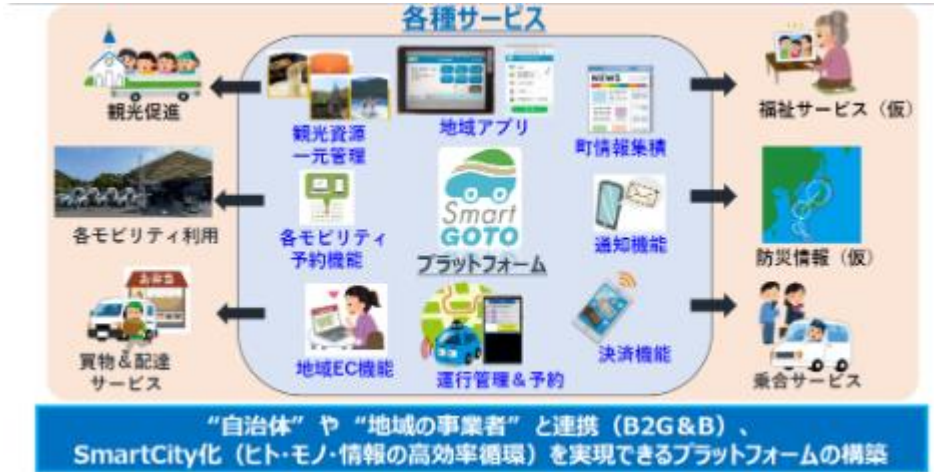 各種サービス
観光促進
観光資源
一元管理
地域アプリ
NEWS
町情報集積
福祉サービス（仮）
各モビリティ利用
各モビリティ
予約機能
Smart
GOTO
プラットフォーム
通知機能
防災情報（仮）
お弁当
買物＆配達
サービス
地域EC機能
運行管理＆予約
決済機能
乗合サービス
“自治体” や “地域の事業者” と連携（B2G＆B）、
SmartCity化（ヒト・モノ・情報の高効率循環）を実現できるプラットフォームの構築